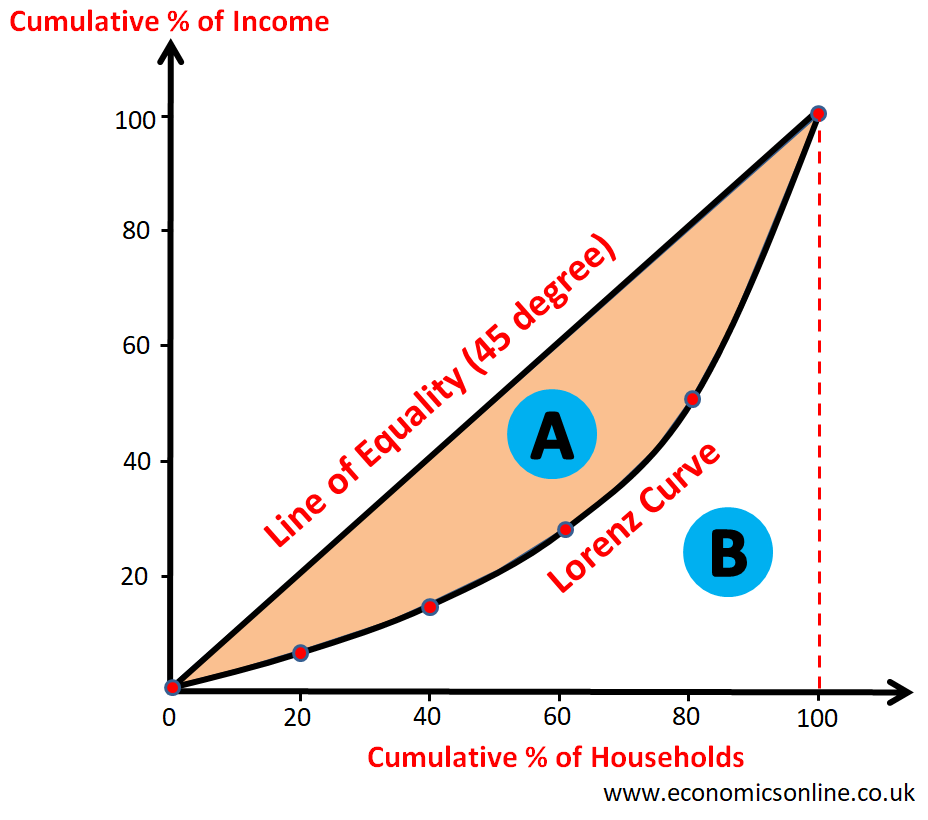 Cumulative % of Income
100
80
60
40
20
Line of Equality (45 degree)
A
Lorenz Curve
B
0
20
40
60
80
100
Cumulative % of Households
www.economicsonline.co.uk